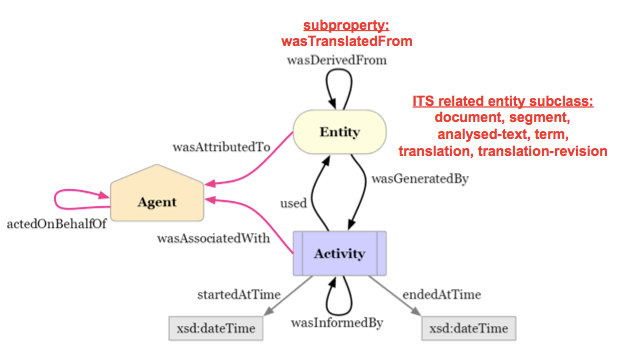 subproperty:
wasTranslatedFrom
wasDerivedFrom
ITS related entity subclass:
document, segment,
analysed-text, term,
translation, translation-revision
Entity
wasAttributedTo
wasGeneratedBy
Agent
used
actedOnBehalfOf
wasAssociatedWith
Activity
startedAtTime
endedAtTime
wasInformedBy
xsd:dateTime
xsd:dateTime